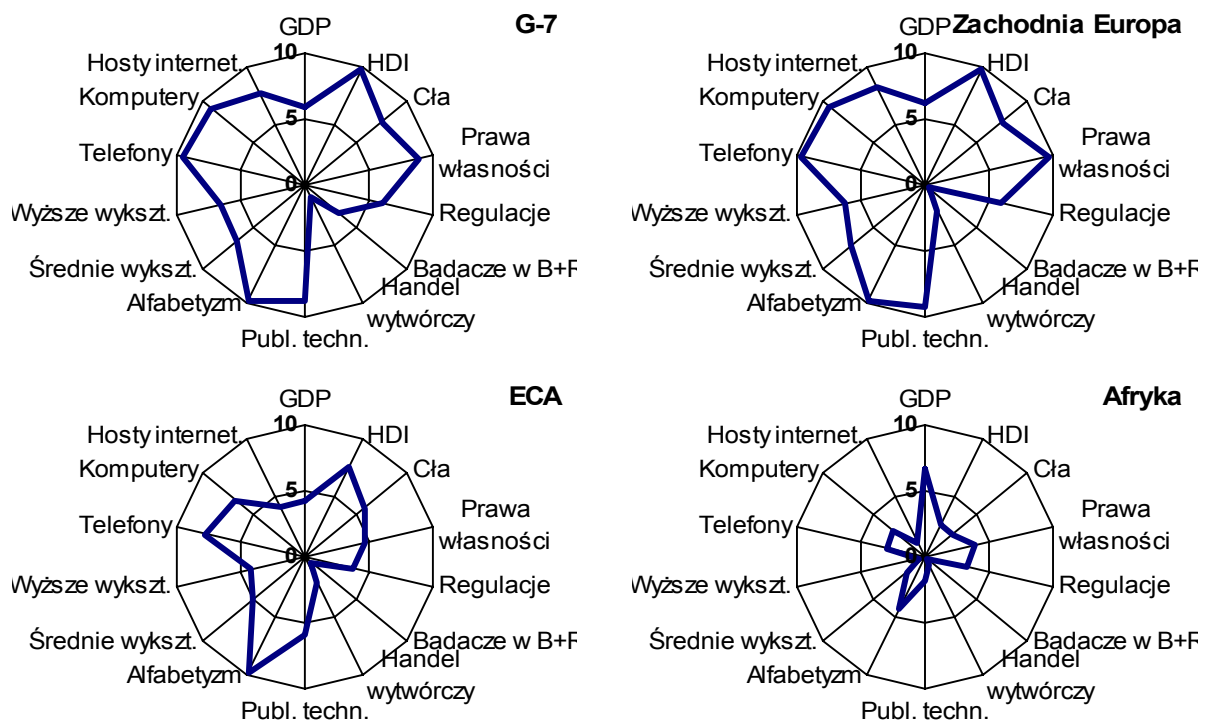 G-7
GDP
10
HDI
Cła
Prawa
własności
Regulacje
Badacze w B+R
Handel
wytwórczy
Publ. techn.
Alfabetyzm
Średnie wykszt.
Wyższe wykszt.
Telefony
Komputery
Hosty internet.
5
0
Zachodnia Europa
GDP
10
HDI
Cła
Prawa
własności
Regulacje
Badacze w B+R
Handel
wytwórczy
Publ. techn.
Alfabetyzm
Średnie wykszt.
Wyższe wykszt.
Telefony
Komputery
Hosty internet.
5
0
ECA
GDP
10
HDI
Cła
Prawa
własności
Regulacje
Badacze w B+R
Handel
wytwórczy
Publ. techn.
Alfabetyzm
Średnie wykszt.
Wyższe wykszt.
Telefony
Komputery
Hosty internet.
5
0
Afryka
GDP
10
HDI
Cła
Prawa
własności
Regulacje
Badacze w B+R
Handel
wytwórczy
Publ. techn.
Alfabetyzm
Średnie wykszt.
Wyższe wykszt.
Telefony
Komputery
Hosty internet.
5
0